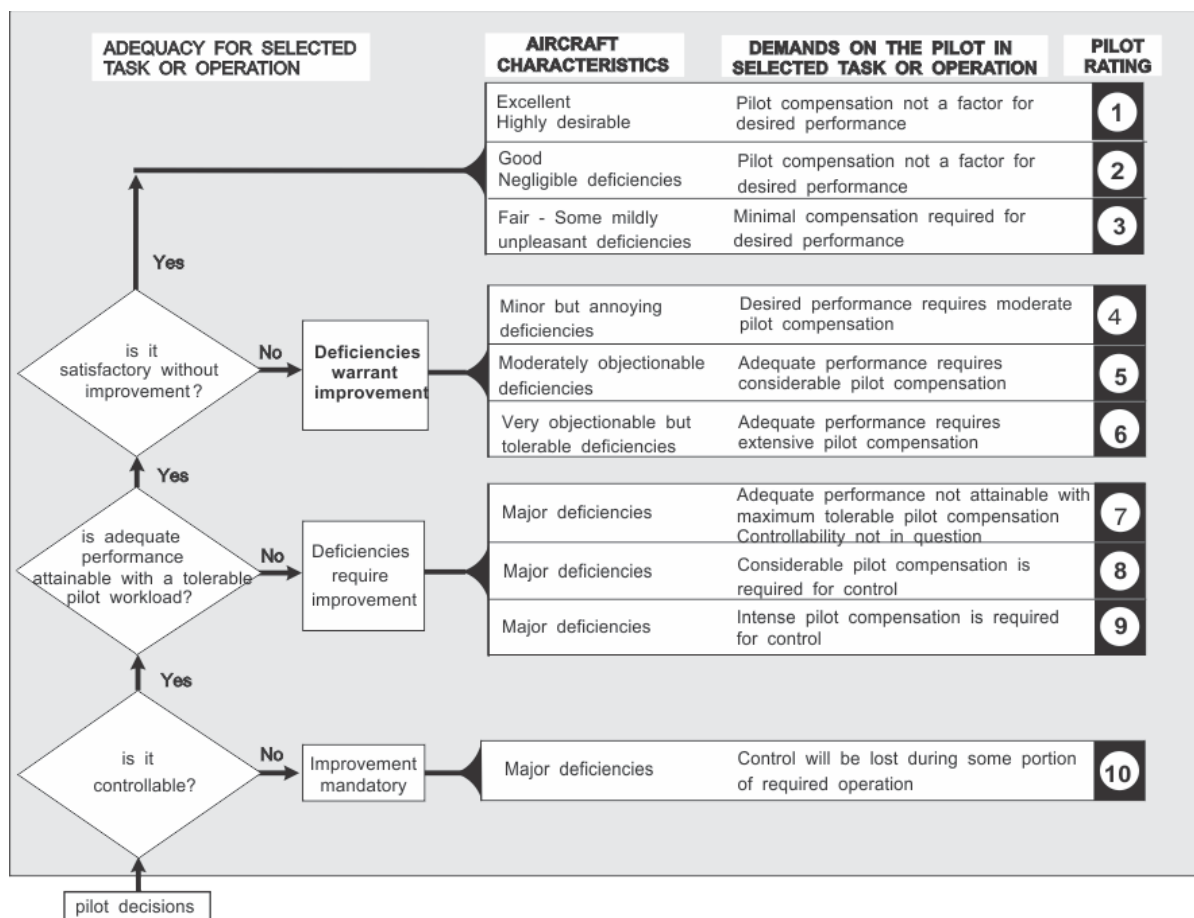 ADEQUACY FOR SELECTED
TASK OR OPERATION
AIRCRAFT
CHARACTERISTICS
DEMANDS ON THE PILOT IN
SELECTED TASK OR OPERATION
PILOT
RATING
Excellent
Highly desirable
Pilot compensation not a factor for
desired performance
1
Good
Negligible deficiencies
Pilot compensation not a factor for
desired performance
2
Fair - Some mildly
unpleasant deficiencies
Minimal compensation required for
desired performance
3
Yes
is it
satisfactory without
improvement?
No
Deficiencies
warrant
improvement
Minor but annoying
deficiencies
Desired performance requires moderate
pilot compensation
4
Moderately objectionable
deficiencies
Adequate performance requires
considerable pilot compensation
5
Very objectionable but
tolerable deficiencies
Adequate performance requires
extensive pilot compensation
6
Yes
is adequate
performance
attainable with a tolerable
pilot workload?
No
Deficiencies
require
improvement
Major deficiencies
Adequate performance not attainable with
maximum tolerable pilot compensation
Controllability not in question
7
Major deficiencies
Considerable pilot compensation is
required for control
8
Major deficiencies
Intense pilot compensation is required
for control
9
Yes
is it
controllable?
No
Improvement
mandatory
Major deficiencies
Control will be lost during some portion
of required operation
10
pilot decisions